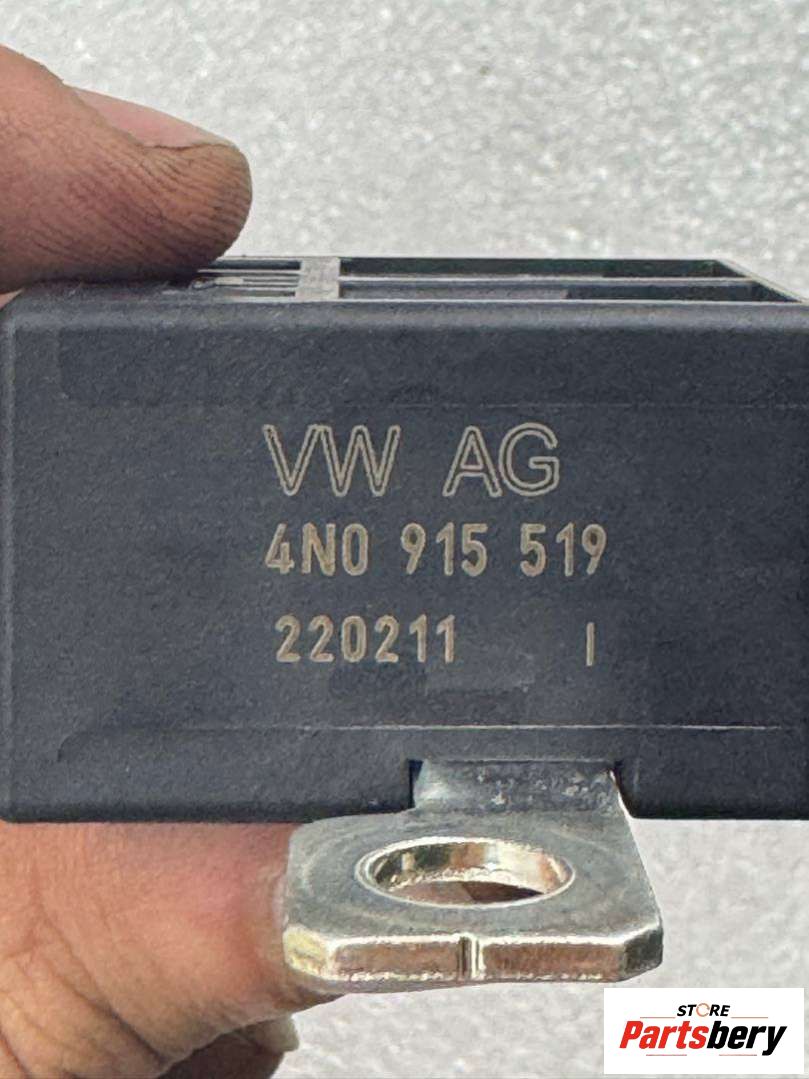 VW AG
4N0 915 519
220211 I
STORE
Partsbery